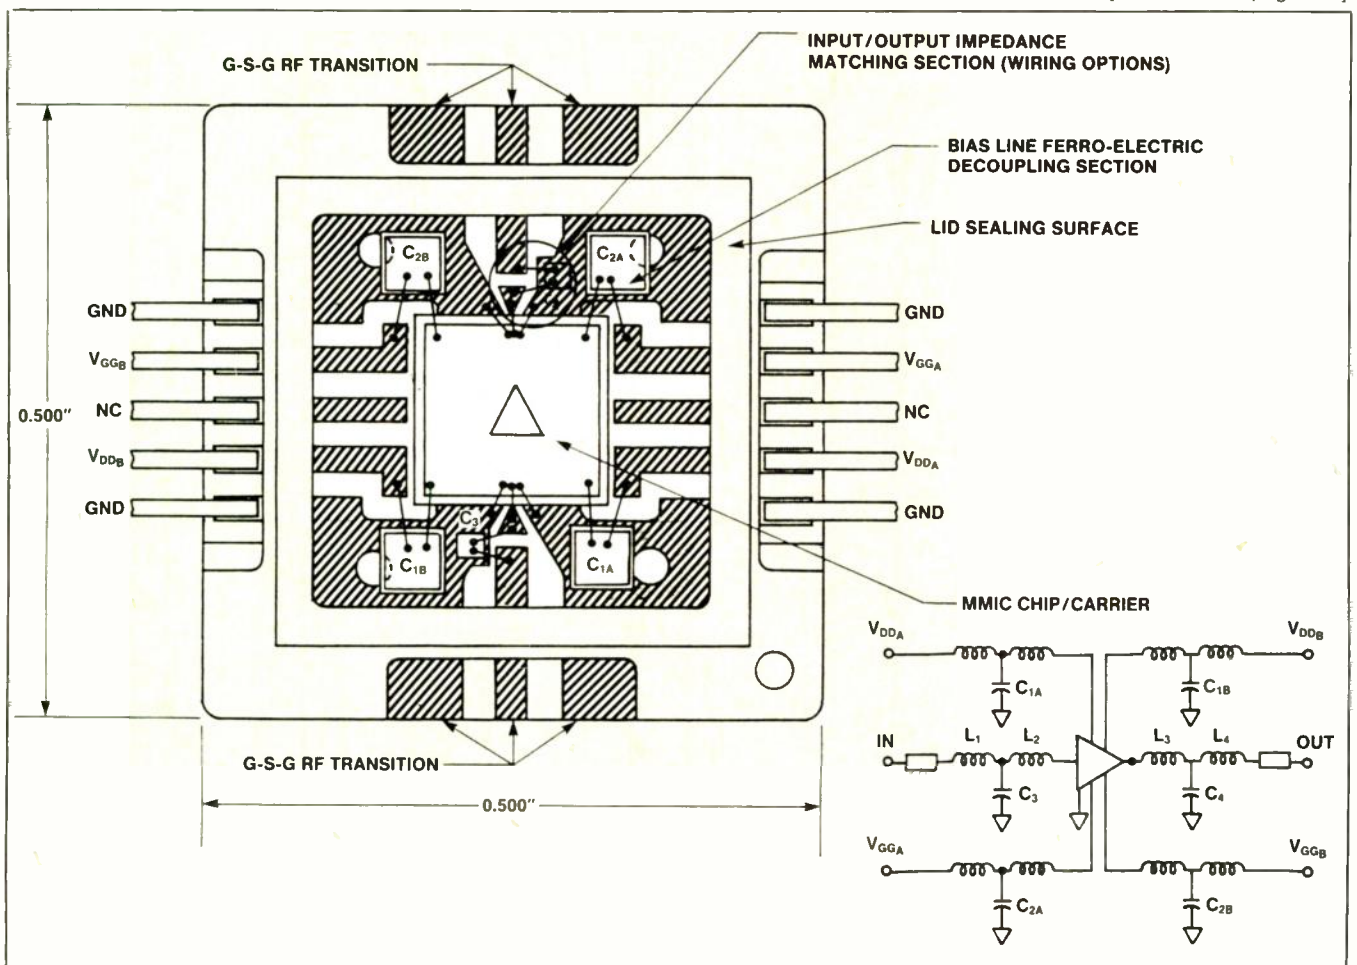 INPUT/OUTPUT IMPEDANCE
MATCHING SECTION (WIRING OPTIONS)
G-S-G RF TRANSITION
BIAS LINE FERRO-ELECTRIC
DECOUPLING SECTION
LID SEALING SURFACE
C2B
C2A
GND
GND
VGGB
VGGA
0.500"
NC
NC
VDDB
VDDA
GND
GND
C3
C1B
C1A
MMIC CHIP/CARRIER
G-S-G RF TRANSITION
0.500"
VDDA
VDDB
C1A
C1B
IN
L1
L2
L3
L4
OUT
C3
C4
VGGA
VGGB
C2A
C2B